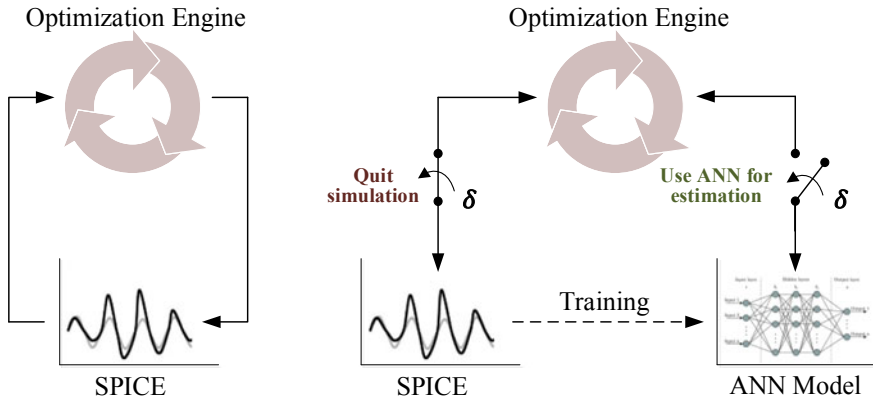 Optimization Engine
Optimization Engine
Quit
simulation
δ
Use ANN for
estimation
δ
Training
SPICE
SPICE
ANN Model